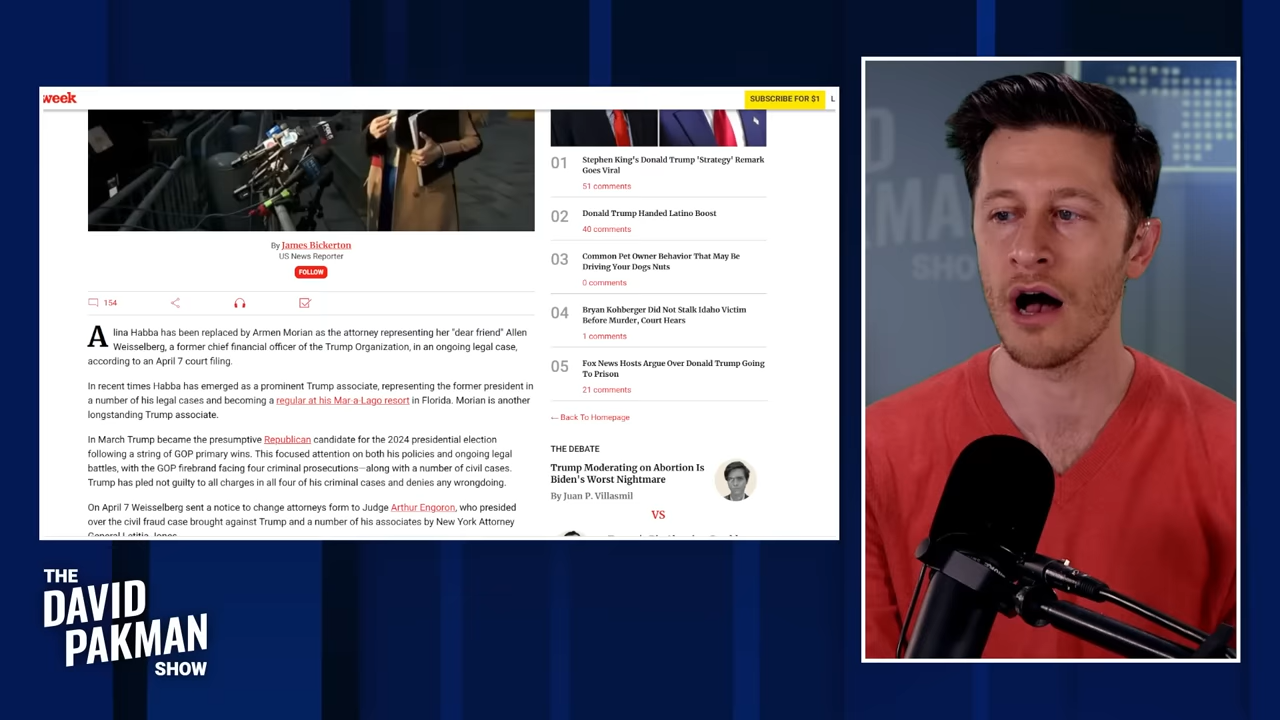 week
SUBSCRIBE FOR $1
L
By James Bickerton
US News Reporter
FOLLOW
154
Alina Habba has been replaced by Armen Morian as the attorney representing her "dear friend" Allen
Weisselberg, a former chief financial officer of the Trump Organization, in an ongoing legal case,
according to an April 7 court filing.
In recent times Habba has emerged as a prominent Trump associate, representing the former president in
a number of his legal cases and becoming a regular at his Mar-a-Lago resort in Florida. Morian is another
longstanding Trump associate.
In March Trump became the presumptive Republican candidate for the 2024 presidential election
following a string of GOP primary wins. This focused attention on both his policies and ongoing legal
battles, with the GOP firebrand facing four criminal prosecutions—along with a number of civil cases.
Trump has pled not guilty to all charges in all four of his criminal cases and denies any wrongdoing.
On April 7 Weisselberg sent a notice to change attorneys form to Judge Arthur Engoron, who presided
over the civil fraud case brought against Trump and a number of his associates by New York Attorney
General Letitia Jones
01
Stephen King's Donald Trump 'Strategy' Remark
Goes Viral
51 comments
02
Donald Trump Handed Latino Boost
40 comments
03
Common Pet Owner Behavior That May Be
Driving Your Dogs Nuts
0 comments
04
Bryan Kohberger Did Not Stalk Idaho Victim
Before Murder, Court Hears
1 comments
05
Fox News Hosts Argue Over Donald Trump Going
To Prison
21 comments
← Back To Homepage
THE DEBATE
Trump Moderating on Abortion Is
Biden's Worst Nightmare
By Juan P. Villasmil
VS
THE
DAVID
PAKMAN
SHOW